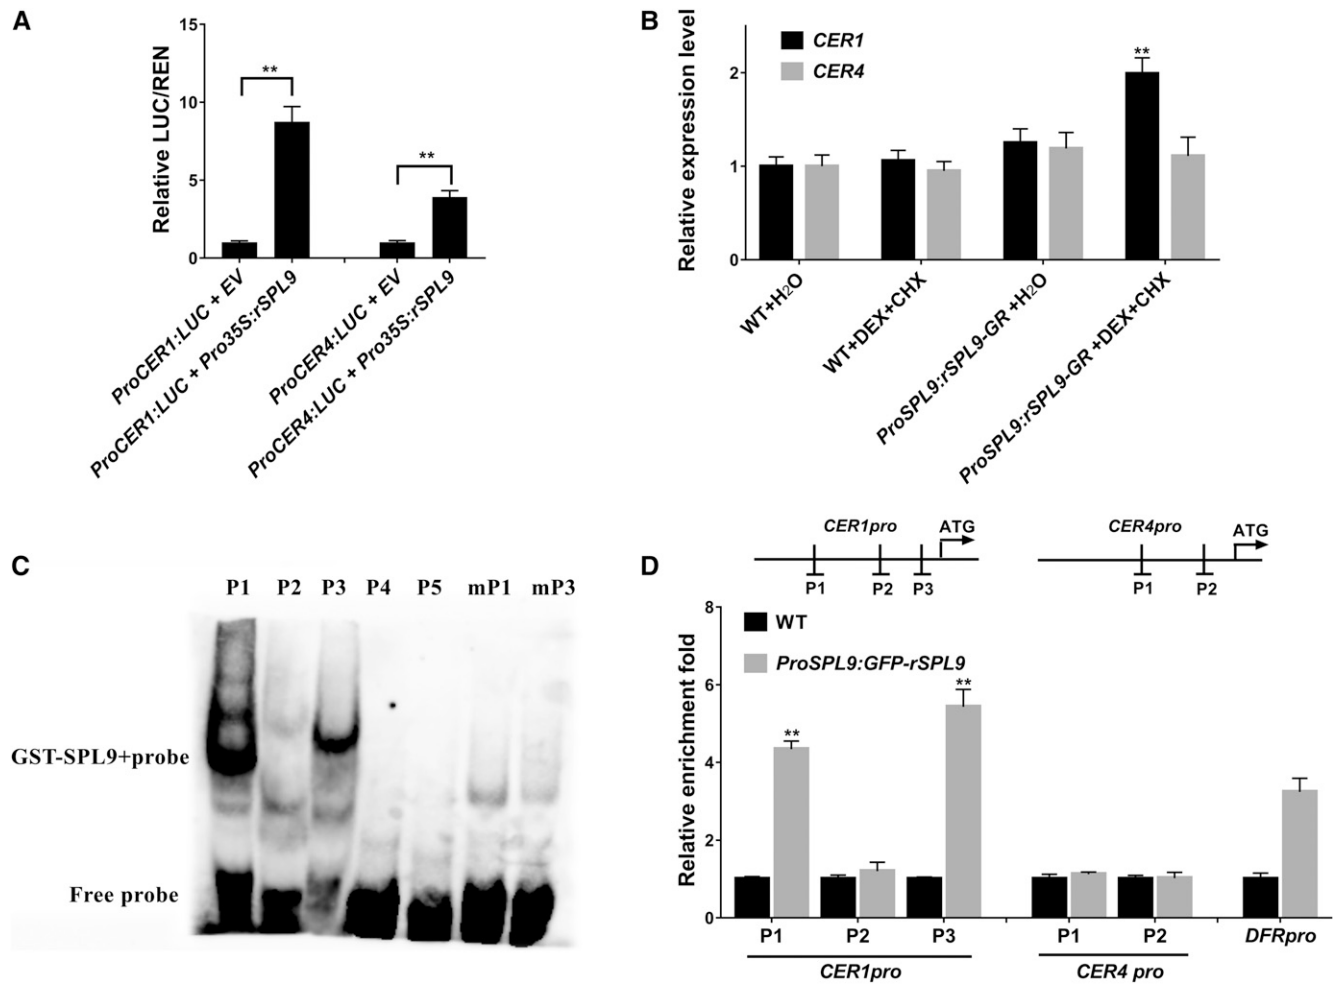 A
Relative LUC/REN
15
10
5
0
**
**
ProCER1:LUC + EV
ProCER1:LUC + Pro35S:rSPL9
ProCER4:LUC + EV
ProCER4:LUC + Pro35S:rSPL9
B
Relative expression level
2
1
0
CER1
CER4
**
WT+H₂O
WT+DEX+CHX
ProSPL9:rSPL9-GR +H₂O
ProSPL9:rSPL9-GR +DEX+CHX
C
P1 P2 P3 P4 P5 mP1 mP3
GST-SPL9+probe
Free probe
D
CER1pro ATG
P1 P2 P3
CER4pro ATG
P1 P2
Relative enrichment fold
8
6
4
2
0
WT
ProSPL9:GFP-rSPL9
**
**
P1 P2 P3 P1 P2 DFRpro
CER1pro CER4 pro